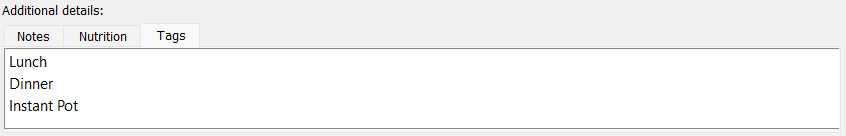 Additional details:
Notes Nutrition Tags
Lunch
Dinner
Instant Pot